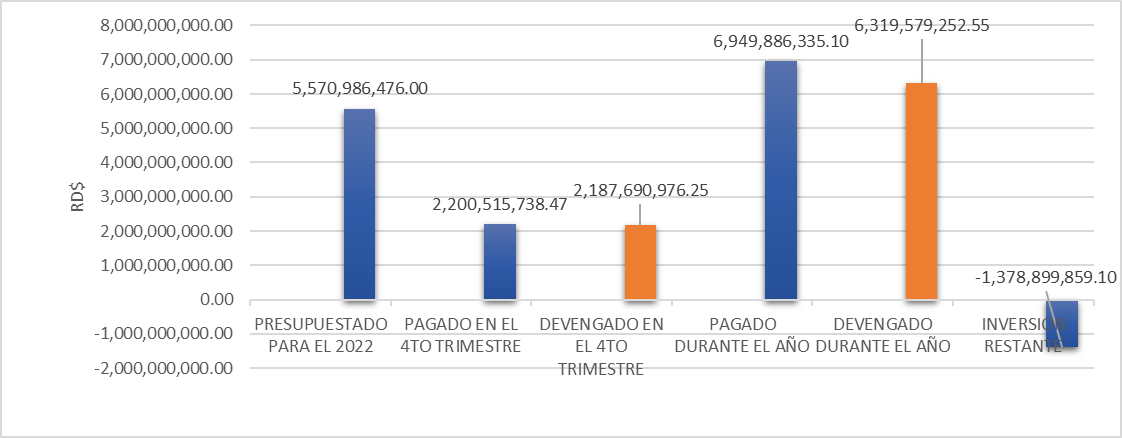 8,000,000,000.00
7,000,000,000.00
6,000,000,000.00
5,000,000,000.00
4,000,000,000.00
3,000,000,000.00
2,000,000,000.00
1,000,000,000.00
0.00
-1,000,000,000.00
-2,000,000,000.00
RD$
5,570,986,476.00
2,200,515,738.47
2,187,690,976.25
6,949,886,335.10
6,319,579,252.55
-1,378,899,859.10
PRESUPUESTADO
PARA EL 2022
PAGADO EN EL
4TO TRIMESTRE
DEVENGADO EN
EL 4TO
TRIMESTRE
PAGADO
DURANTE EL AÑO
DEVENGADO
DURANTE EL AÑO
INVERSION
RESTANTE